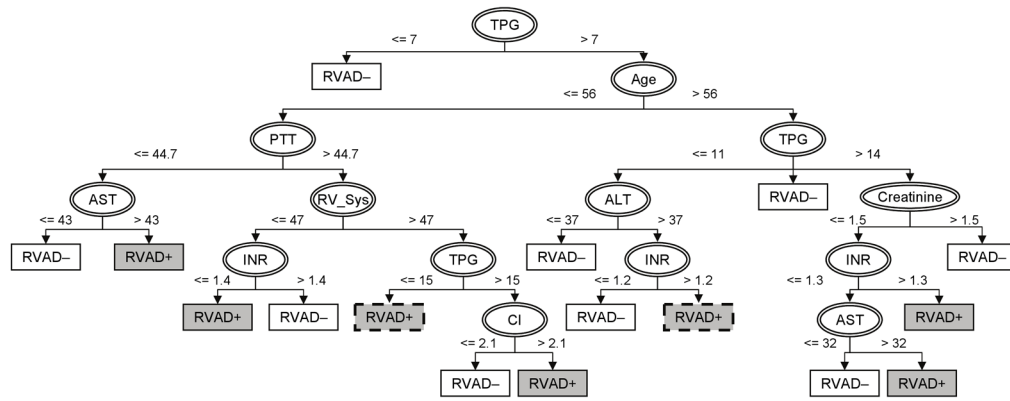 TPG
<= 7 > 7
RVAD– Age
<= 56 > 56
PTT TPG
<= 44.7 > 44.7 <= 11 > 14
AST RV_Sys ALT RVAD– Creatinine
<= 43 > 43 <= 47 > 47 <= 37 > 37 <= 1.5 > 1.5
RVAD– RVAD+ INR TPG RVAD– INR INR RVAD–
<= 1.4 > 1.4 <= 15 > 15 <= 1.2 > 1.2 <= 1.3 > 1.3
RVAD+ RVAD– RVAD+ CI RVAD– RVAD+ AST RVAD+
<= 2.1 > 2.1 <= 32 > 32
RVAD– RVAD+ RVAD– RVAD+